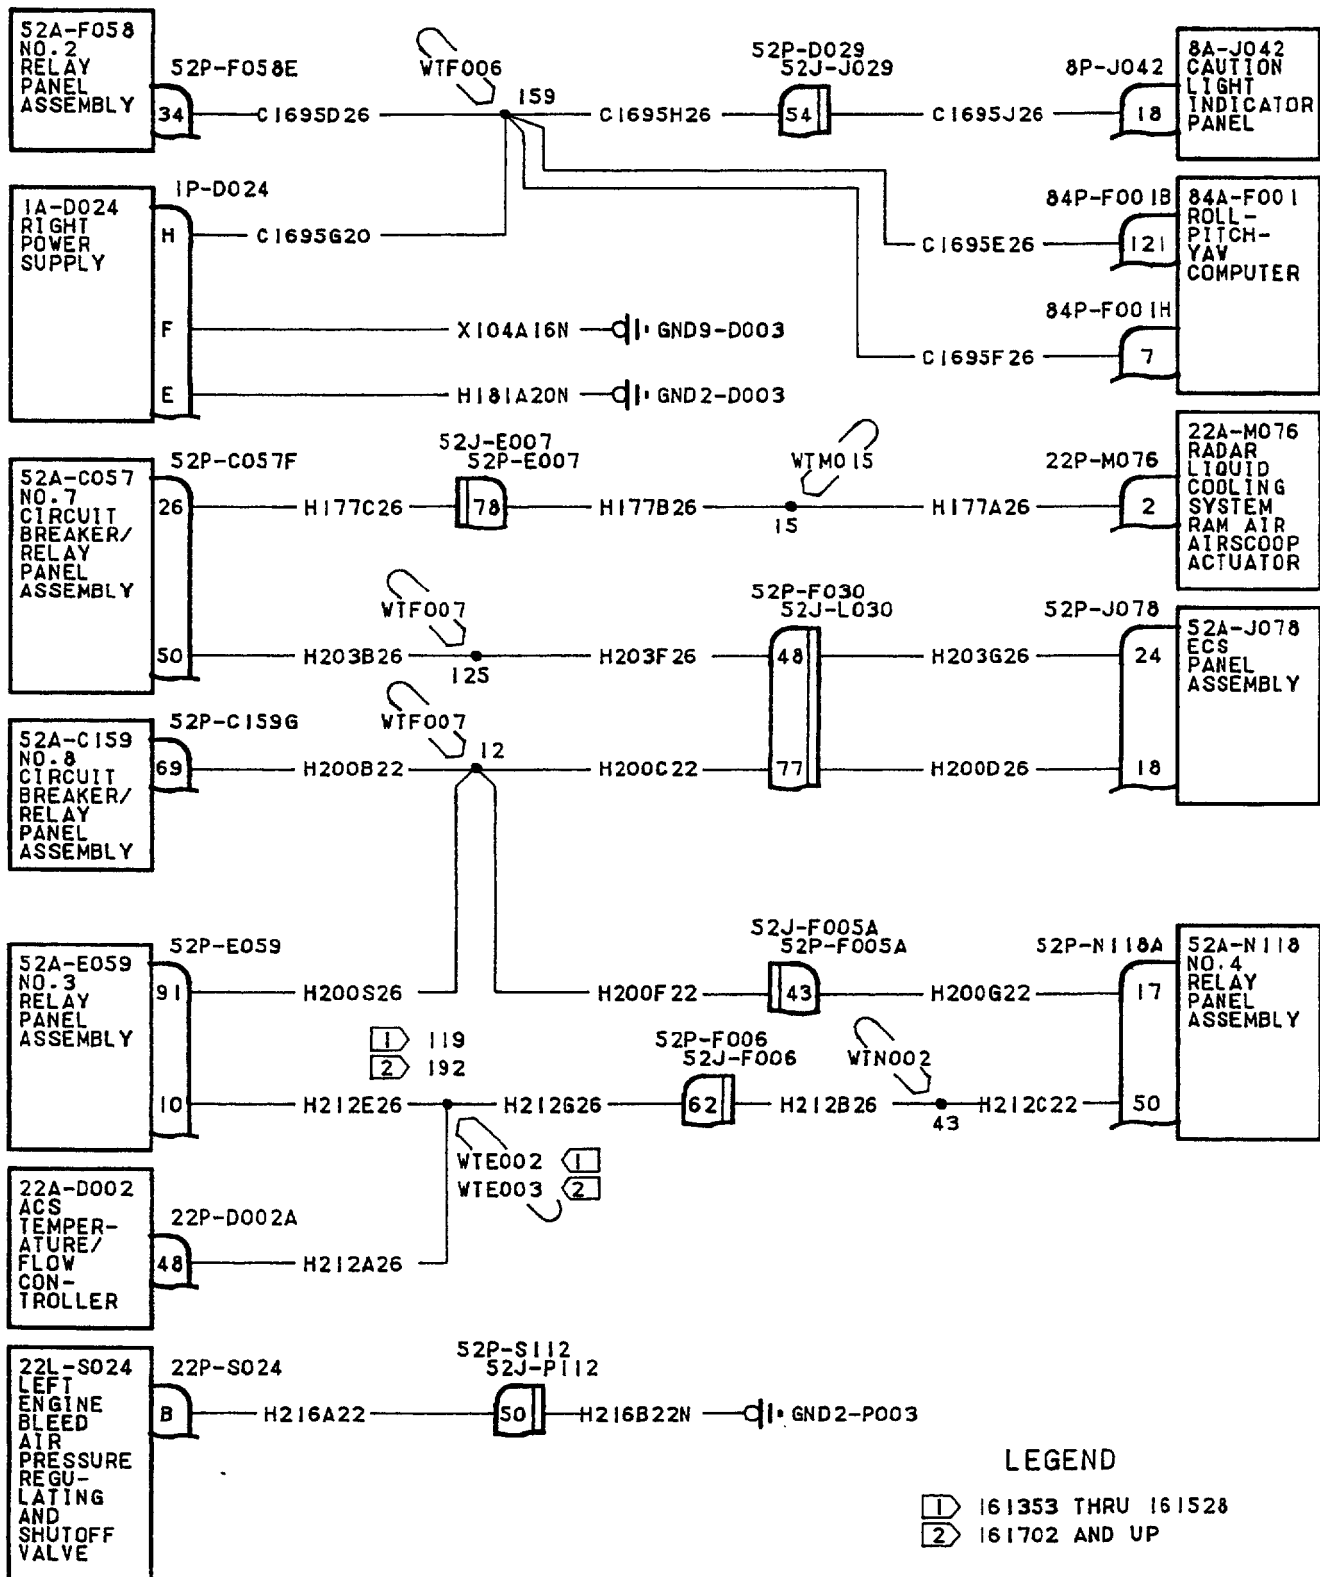 52A-F058
NO.2
RELAY
PANEL
ASSEMBLY
52P-F058E
34
C1695D26
WTF006
159
C1695H26
52P-D029
52J-J029
54
C1695J26
8P-J042
18
8A-J042
CAUTION
LIGHT
INDICATOR
PANEL
1A-D024
RIGHT
POWER
SUPPLY
1P-D024
H
C1695G20
F
X104A16N
GND9-D003
E
H181A20N
GND2-D003
C1695E26
84P-F001B
121
C1695F26
84P-F001H
7
84A-F001
ROLL-
PITCH-
YAW
COMPUTER
52A-C057
NO.7
CIRCUIT
BREAKER/
RELAY
PANEL
ASSEMBLY
52P-C057F
26
H177C26
52J-E007
52P-E007
78
H177B26
WTM015
15
H177A26
22P-M076
2
22A-M076
RADAR
LIQUID
COOLING
SYSTEM
RAM AIR
AIRSCOOP
ACTUATOR
50
H203B26
WTF007
125
H203F26
52P-F030
52J-L030
48
H203G26
52P-J078
24
52A-J078
ECS
PANEL
ASSEMBLY
52A-C159
NO.8
CIRCUIT
BREAKER/
RELAY
PANEL
ASSEMBLY
52P-C159G
69
H200B22
WTF007
12
H200C22
77
H200D26
18
52A-E059
NO.3
RELAY
PANEL
ASSEMBLY
52P-E059
91
H200S26
H200F22
52J-F005A
52P-F005A
43
H200G22
52P-N118A
17
52A-N118
NO.4
RELAY
PANEL
ASSEMBLY
1 119
2 192
10
H212E26
H212G26
52P-F006
52J-F006
62
H212B26
WTN002
43
H212C22
50
WTE002 1
WTE003 2
22A-D002
ACS
TEMPER-
ATURE/
FLOW
CON-
TROLLER
22P-D002A
48
H212A26
22L-S024
LEFT
ENGINE
BLEED
AIR
PRESSURE
REGU-
LATING
AND
SHUTOFF
VALVE
22P-S024
B
H216A22
52P-S112
52J-P112
50
H216B22N
GND2-P003
LEGEND
1 161353 THRU 161528
2 161702 AND UP